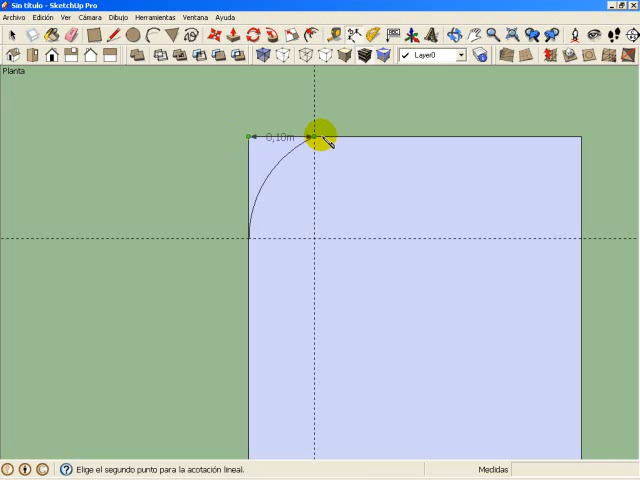 Sin título - SketchUp Pro
Archivo Edición Ver Cámara Dibujo Herramientas Ventana Ayuda
Layer0
Planta
0,10m
Elige el segundo punto para la acotación lineal.
Medidas